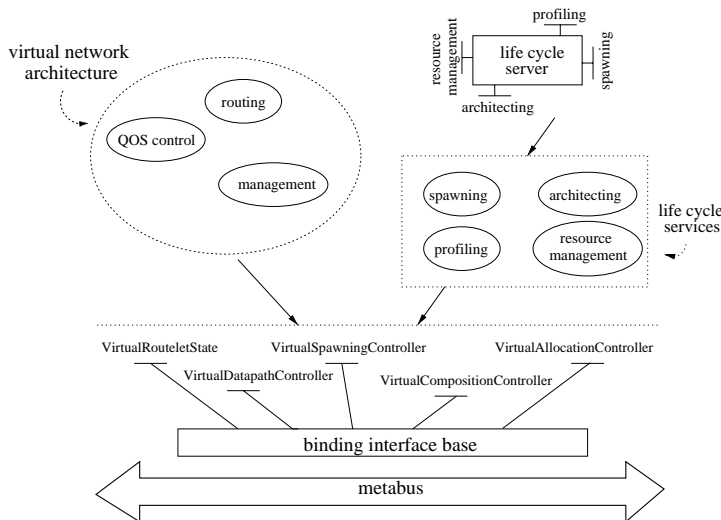 virtual network
architecture
routing
QOS control
management
profiling
resource
management
life cycle
server
spawning
architecting
spawning
architecting
profiling
resource
management
life cycle
services
VirtualRouteletState
VirtualSpawningController
VirtualAllocationController
VirtualDatapathController
VirtualCompositionController
binding interface base
metabus